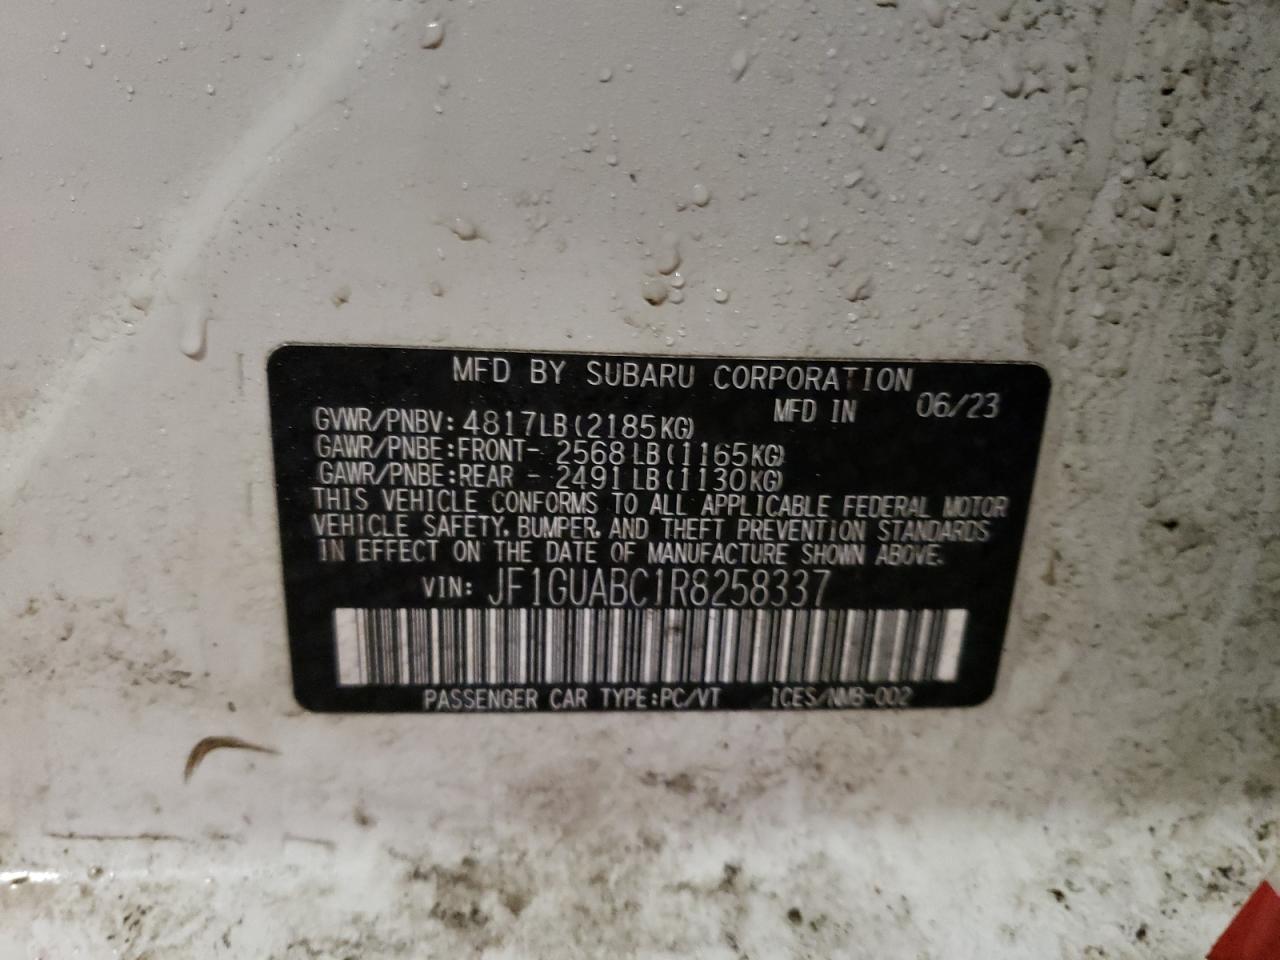 MFD BY SUBARU CORPORATION
MFD IN 06/23
GVWR/PNBV: 4817LB(2185KG)
GAWR/PNBE:FRONT- 2568LB(1165KG)
GAWR/PNBE:REAR - 2491LB(1130KG)
THIS VEHICLE CONFORMS TO ALL APPLICABLE FEDERAL MOTOR
VEHICLE SAFETY, BUMPER, AND THEFT PREVENTION STANDARDS
IN EFFECT ON THE DATE OF MANUFACTURE SHOWN ABOVE.
VIN: JF1GUABC1R8258337
PASSENGER CAR TYPE:PC/VT ICES/NMB-002